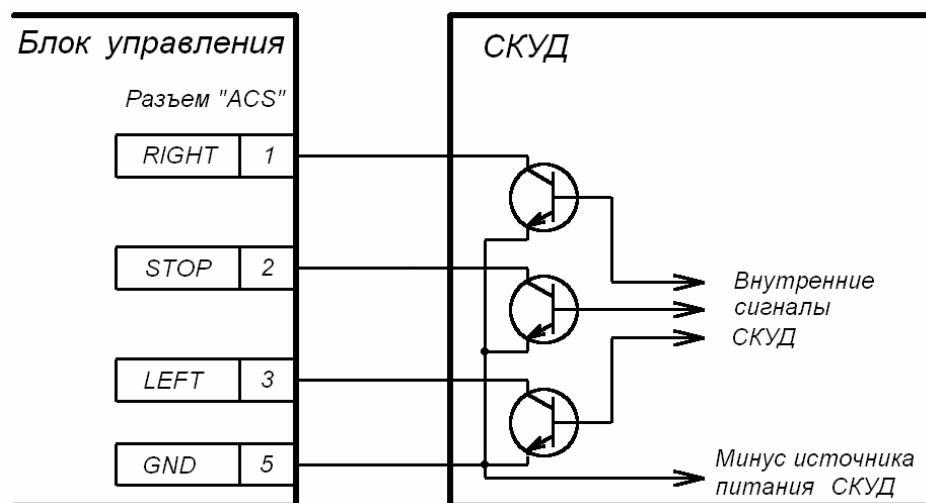 Блок управления
СКУД
Разъем "ACS"
RIGHT 1
STOP 2
LEFT 3
GND 5
Внутренние
сигналы
СКУД
Минус источника
питания СКУД